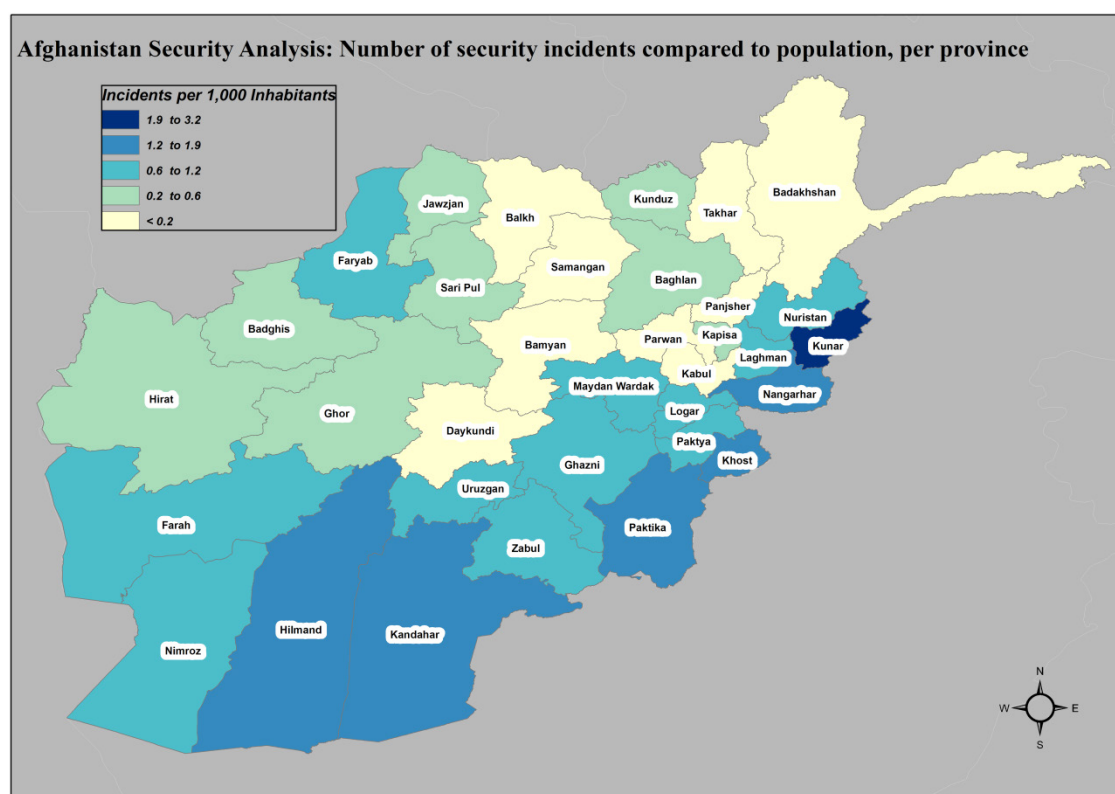 Afghanistan Security Analysis: Number of security incidents compared to population, per province
Incidents per 1,000 Inhabitants
1.9 to 3.2
1.2 to 1.9
0.6 to 1.2
0.2 to 0.6
< 0.2
Badakhshan
Jawzjan
Kunduz
Takhar
Balkh
Faryab
Samangan
Baghlan
Sari Pul
Panjsher
Nuristan
Badghis
Kapisa
Parwan
Bamyan
Kunar
Laghman
Kabul
Maydan Wardak
Nangarhar
Hirat
Ghor
Logar
Daykundi
Paktya
Khost
Ghazni
Uruzgan
Farah
Paktika
Zabul
Hilmand
Kandahar
Nimroz
N
W E
S